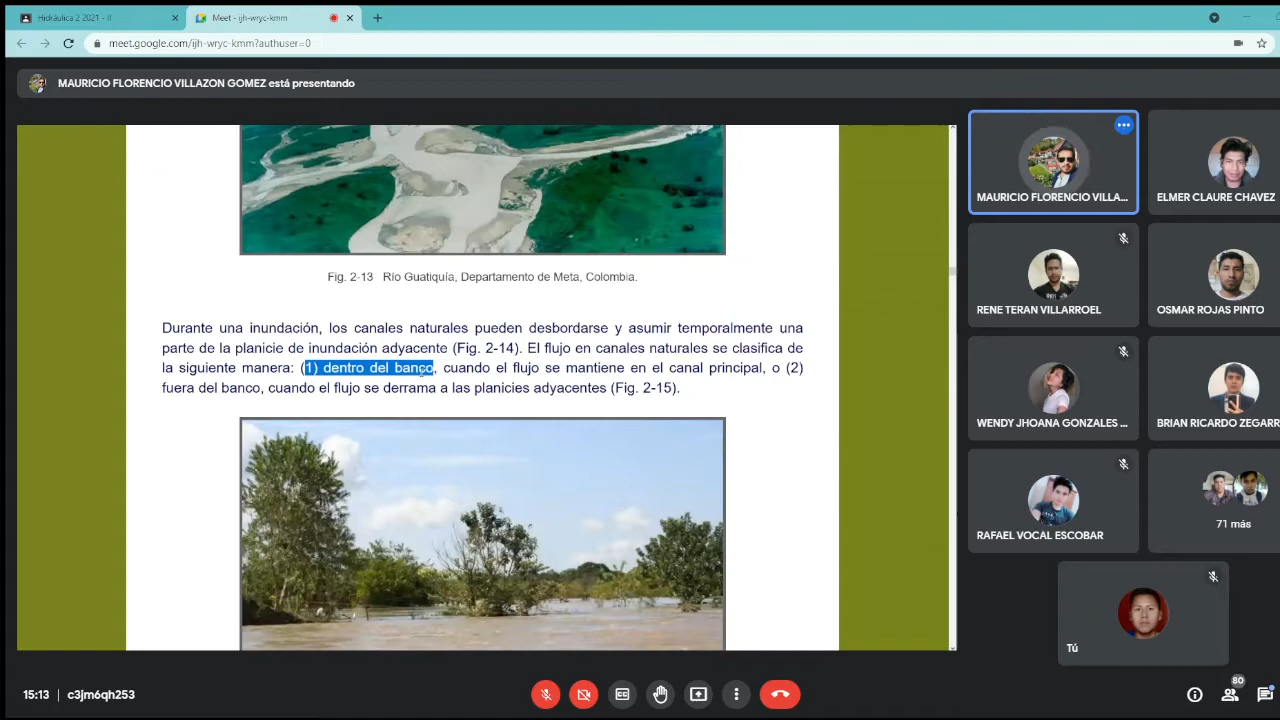 Hidráulica 2 2021 - II
Meet - ijh-wryc-kmm
meet.google.com/ijh-wryc-kmm?authuser=0
MAURICIO FLORENCIO VILLAZON GOMEZ está presentando
Fig. 2-13 Río Guatiquía, Departamento de Meta, Colombia.
Durante una inundación, los canales naturales pueden desbordarse y asumir temporalmente una
parte de la planicie de inundación adyacente (Fig. 2-14). El flujo en canales naturales se clasifica de
la siguiente manera: (1) dentro del banco, cuando el flujo se mantiene en el canal principal, o (2)
fuera del banco, cuando el flujo se derrama a las planicies adyacentes (Fig. 2-15).
MAURICIO FLORENCIO VILLA...
ELMER CLAURE CHAVEZ
RENE TERAN VILLARROEL
OSMAR ROJAS PINTO
WENDY JHOANA GONZALES ...
BRIAN RICARDO ZEGARR
RAFAEL VOCAL ESCOBAR
71 más
Tú
15:13 | c3jm6qh253
80